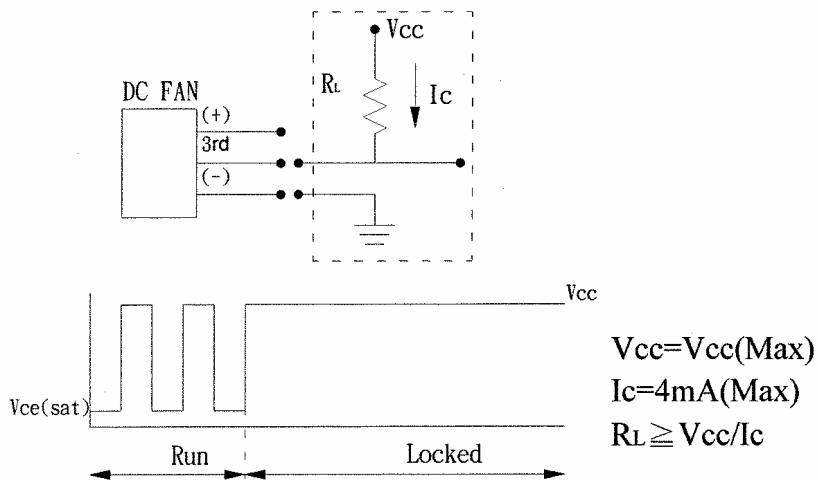 Vcc
RL
Ic
DC FAN
(+)
3rd
(-)
Vcc
Vce(sat)
Run
Locked
Vcc=Vcc(Max)
Ic=4mA(Max)
RL≧Vcc/Ic